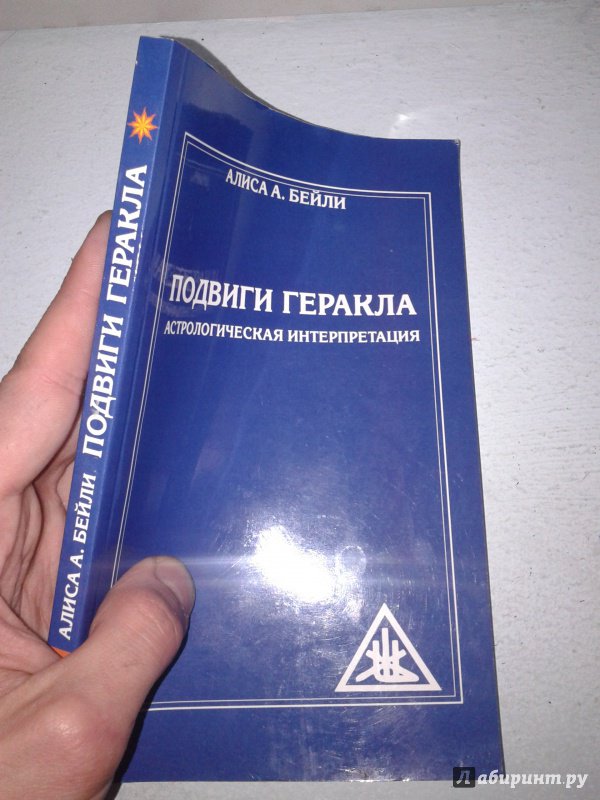 АЛИСА А. БЕЙЛИ
ПОДВИГИ ГЕРАКЛА
АСТРОЛОГИЧЕСКАЯ ИНТЕРПРЕТАЦИЯ
АЛИСА А. БЕЙЛИ ПОДВИГИ ГЕРАКЛА
Лабиринт.ру